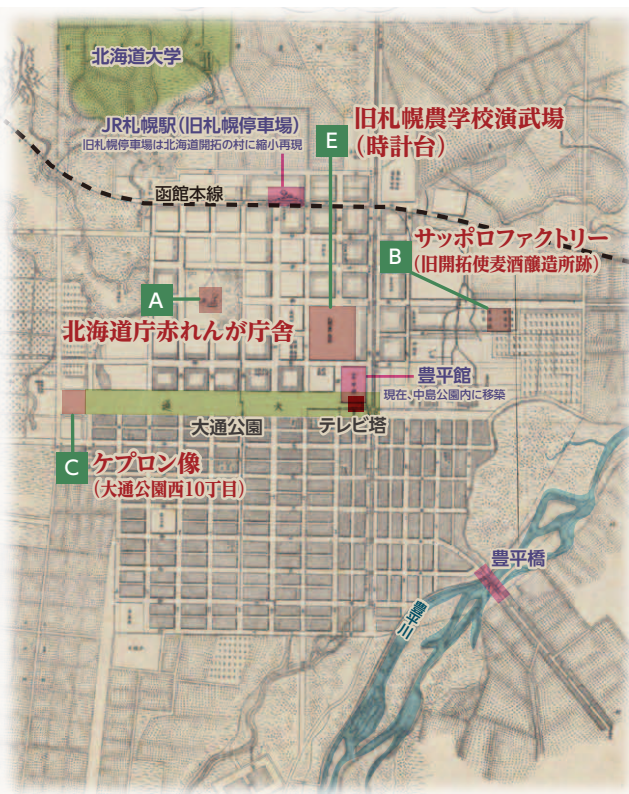 北海道大学
JR札幌駅（旧札幌停車場）
旧札幌停車場は北海道開拓の村に縮小再現
E
旧札幌農学校演武場
（時計台）
函館本線
サッポロファクトリー
（旧開拓使麦酒醸造所跡）
B
A
北海道庁赤れんが庁舎
豊平館
現在、中島公園内に移築
大通公園
テレビ塔
C
ケプロン像
（大通公園西10丁目）
豊平橋
豊平川